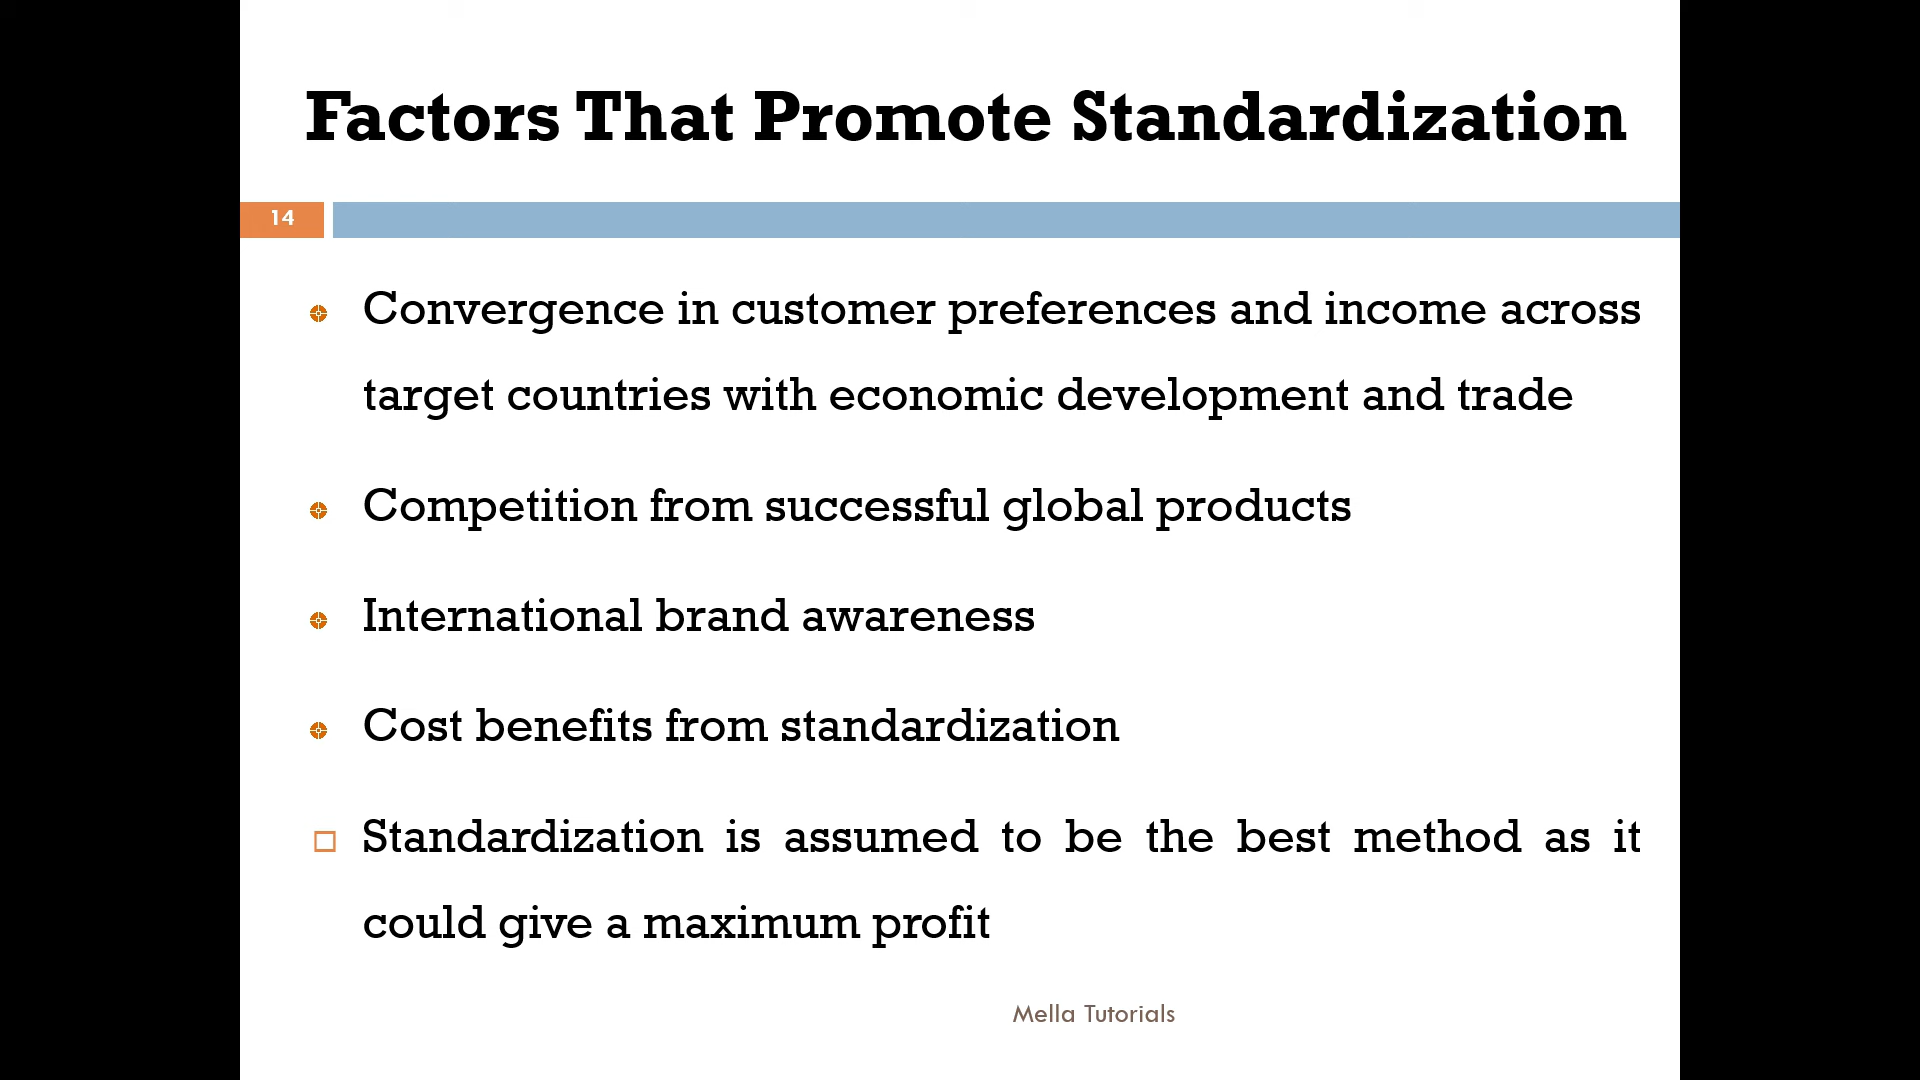 Factors That Promote Standardization
14
Convergence in customer preferences and income across
target countries with economic development and trade
Competition from successful global products
International brand awareness
Cost benefits from standardization
Standardization is assumed to be the best method as it
could give a maximum profit
Mella Tutorials